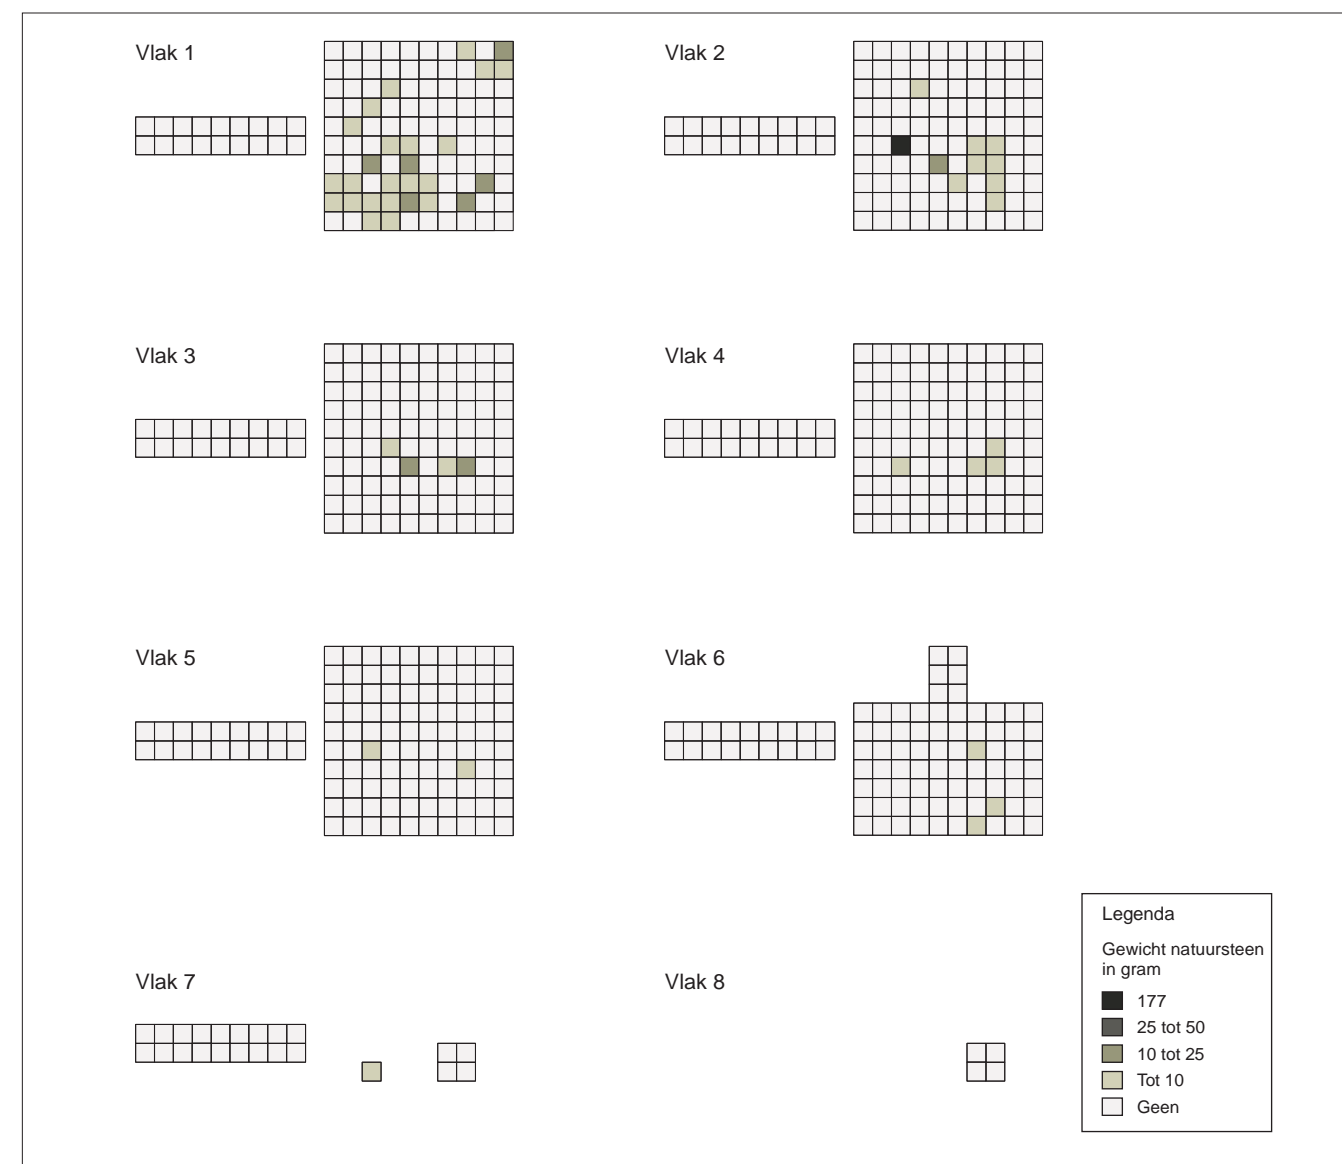 Vlak 1
Vlak 2
Vlak 3
Vlak 4
Vlak 5
Vlak 6
Vlak 7
Vlak 8
Legenda
Gewicht natuursteen
in gram
177
25 tot 50
10 tot 25
Tot 10
Geen